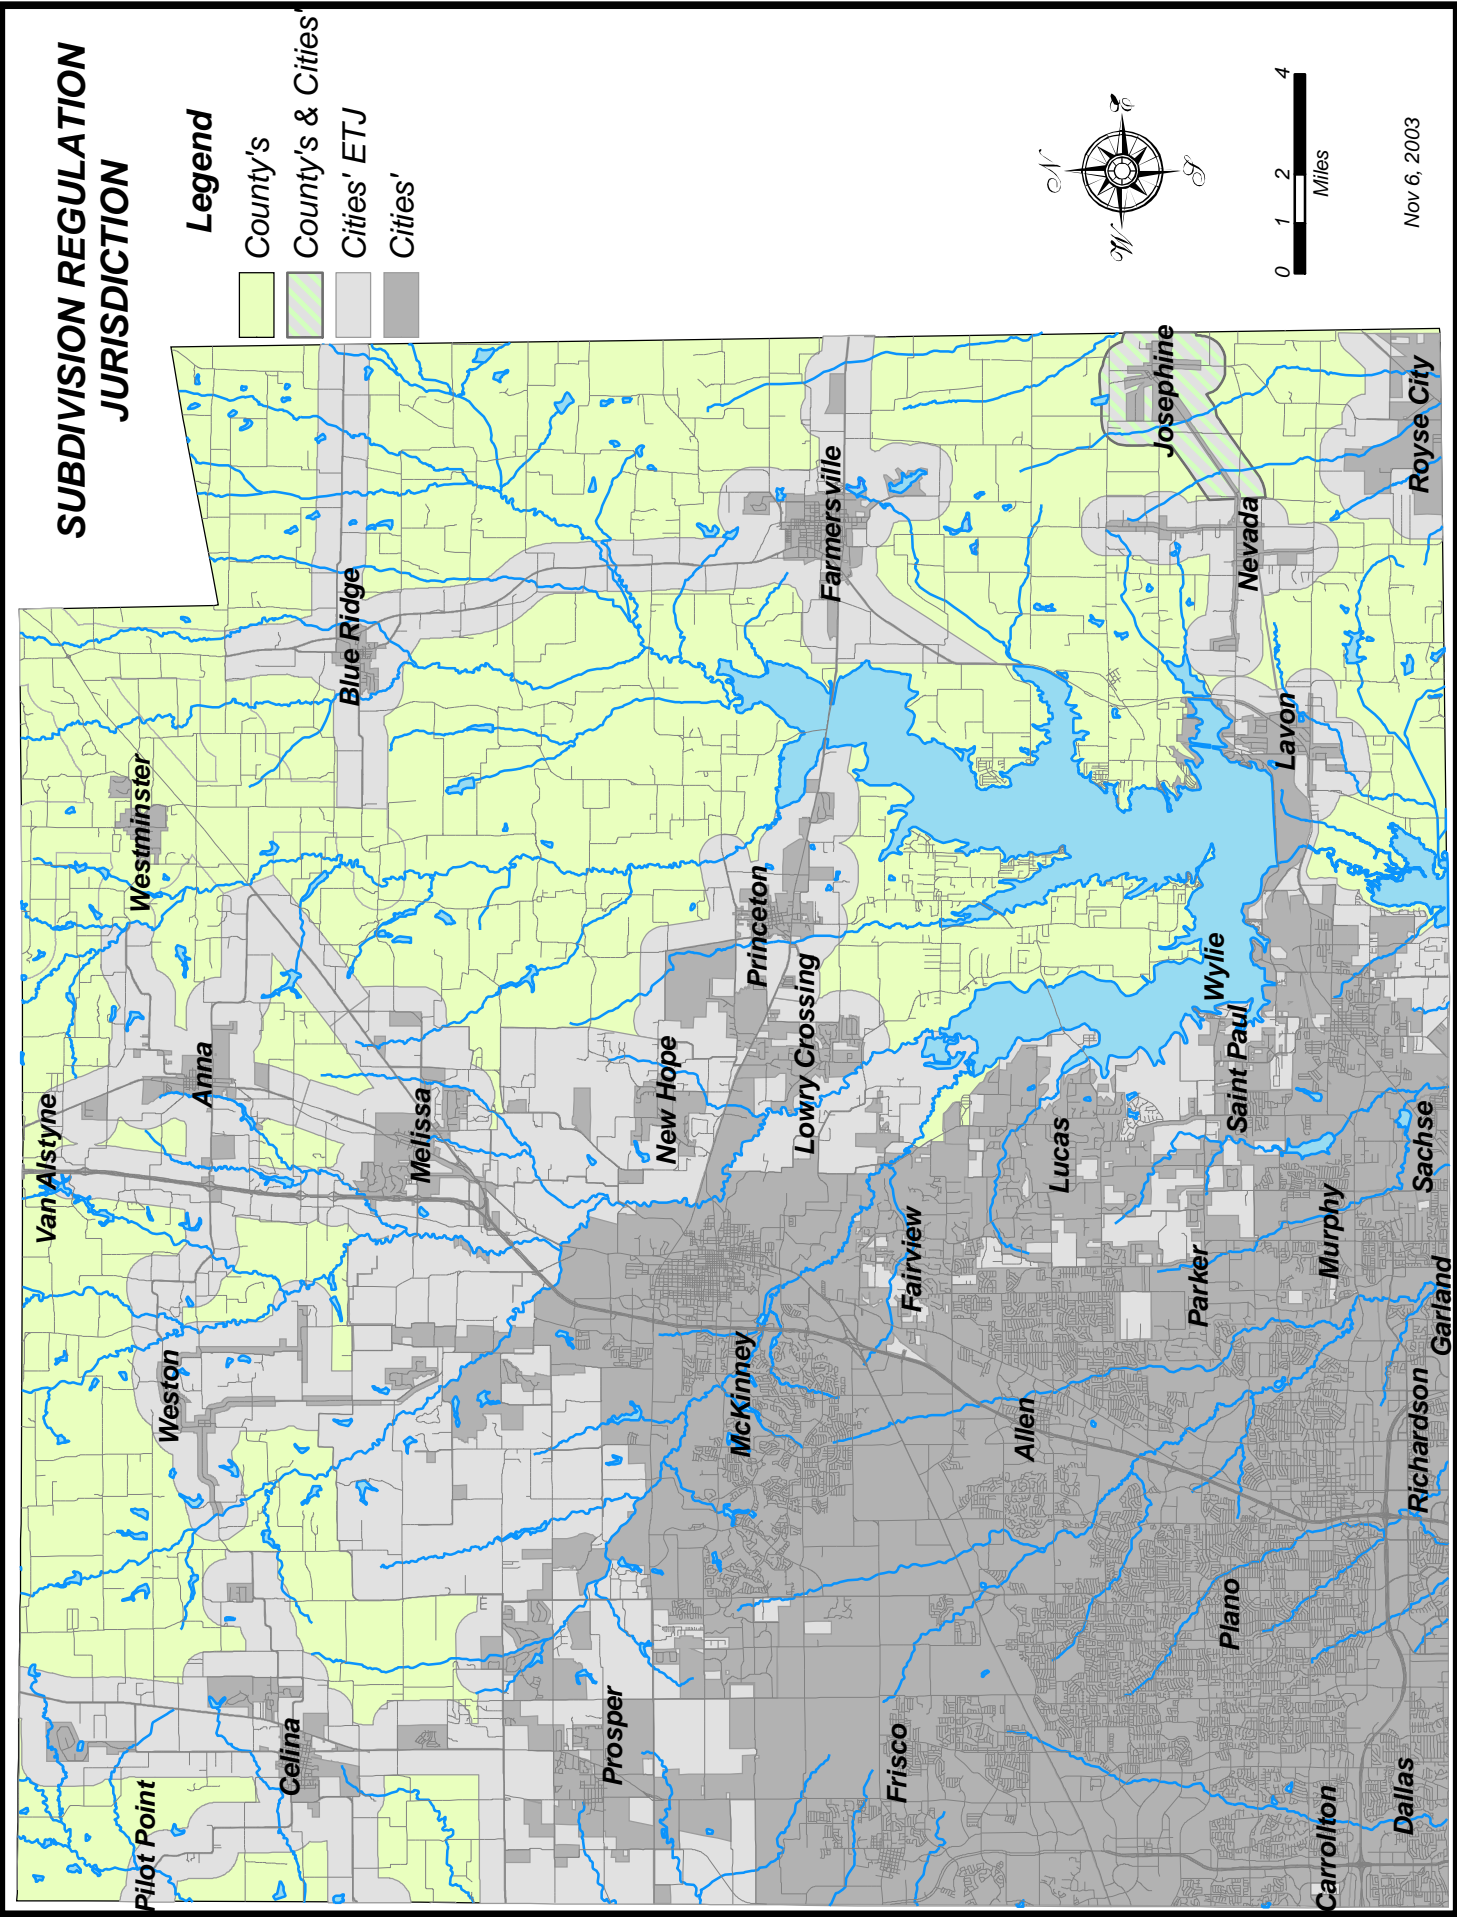 SUBDIVISION REGULATION
JURISDICTION
Legend
County's
County's & Cities'
Cities' ETJ
Cities'
N
W
E
S
0 1 2 4
Miles
Nov 6, 2003
Pilot Point
Celina
Weston
Van Alstyne
Anna
Westminster
Melissa
Blue Ridge
Prosper
McKinney
New Hope
Princeton
Lowry Crossing
Farmersville
Frisco
Fairview
Allen
Lucas
Parker
Saint Paul
Wylie
Josephine
Nevada
Lavon
Plano
Murphy
Sachse
Royse City
Carrollton
Dallas
Richardson
Garland